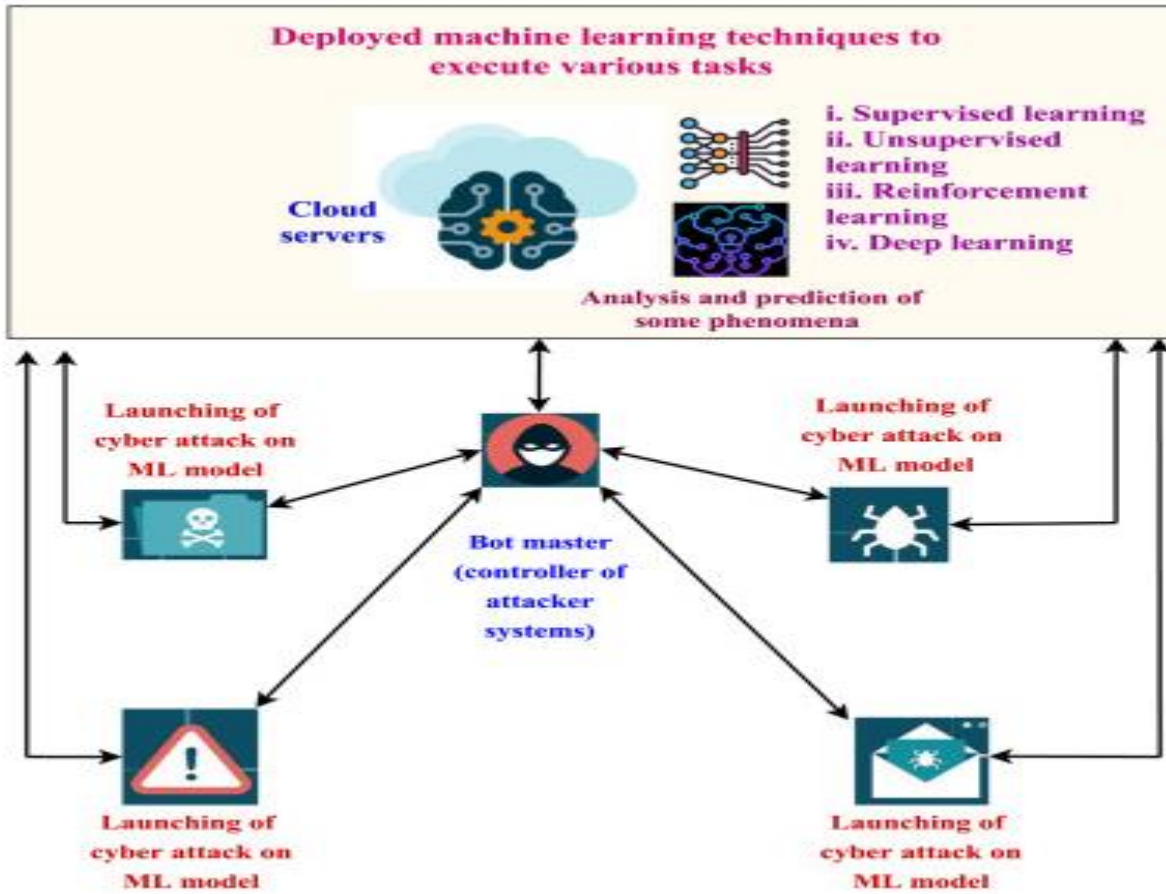 Deployed machine learning techniques to
execute various tasks
Cloud
servers
i. Supervised learning
ii. Unsupervised
learning
iii. Reinforcement
learning
iv. Deep learning
Analysis and prediction of
some phenomena
Launching of
cyber attack on
ML model
Launching of
cyber attack on
ML model
Bot master
(controller of
attacker
systems)
Launching of
cyber attack on
ML model
Launching of
cyber attack on
ML model